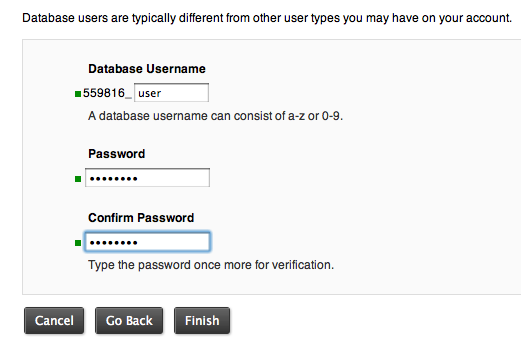 Database users are typically different from other user types you may have on your account.
Database Username
559816_ user
A database username can consist of a-z or 0-9.
Password
••••••••
Confirm Password
••••••••
Type the password once more for verification.
Cancel Go Back Finish